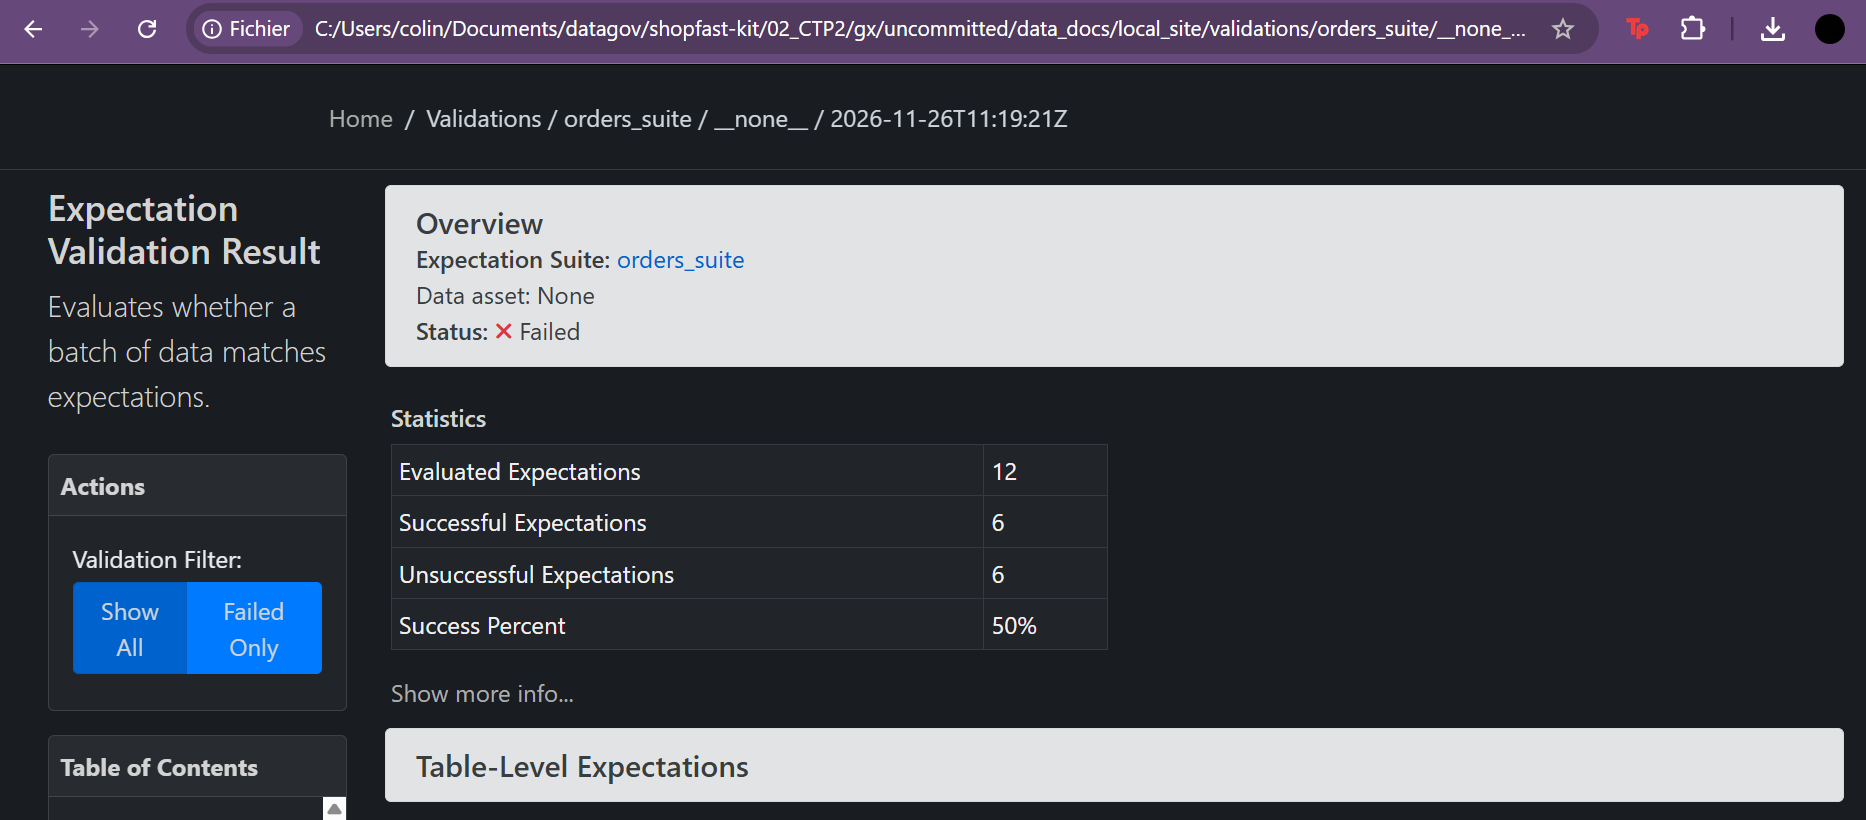 Fichier C:/Users/colin/Documents/datagov/shopfast-kit/02_CTP2/gx/uncommitted/data_docs/local_site/validations/orders_suite/__none_... Tp
Home / Validations / orders_suite / __none__ / 2026-11-26T11:19:21Z
Expectation
Validation Result
Evaluates whether a
batch of data matches
expectations.
Actions
Validation Filter:
Show
All
Failed
Only
Table of Contents
Overview
Expectation Suite: orders_suite
Data asset: None
Status: ❌ Failed
Statistics
Evaluated Expectations 12
Successful Expectations 6
Unsuccessful Expectations 6
Success Percent 50%
Show more info...
Table-Level Expectations